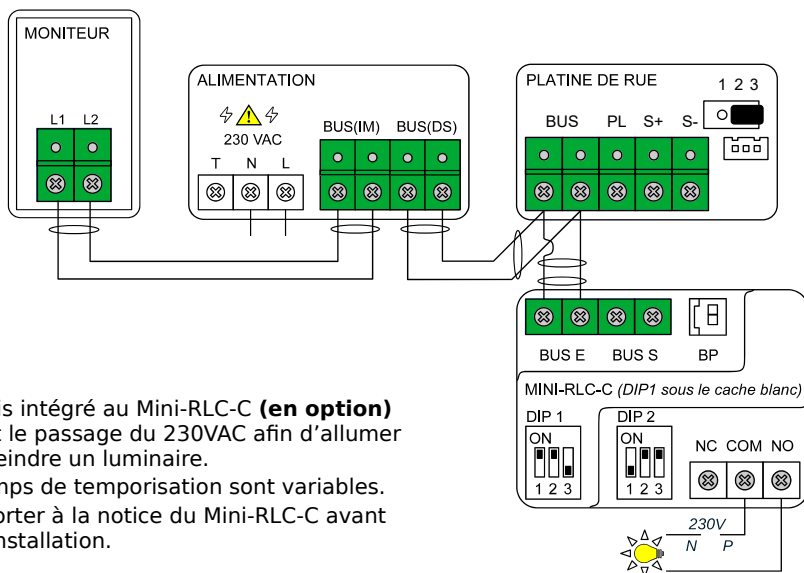 MONITEUR
L1 L2
ALIMENTATION
230 VAC
T N L
BUS(IM) BUS(DS)
PLATINE DE RUE
1 2 3
BUS PL S+ S-
BUS E BUS S BP
MINI-RLC-C (DIP1 sous le cache blanc)
DIP 1
ON
1 2 3
DIP 2
ON
1 2 3
NC COM NO
230V
N P
is intégré au Mini-RLC-C (en option)
t le passage du 230VAC afin d’allumer
eindre un luminaire.
mps de temporisation sont variables.
orter à la notice du Mini-RLC-C avant
nstallation.